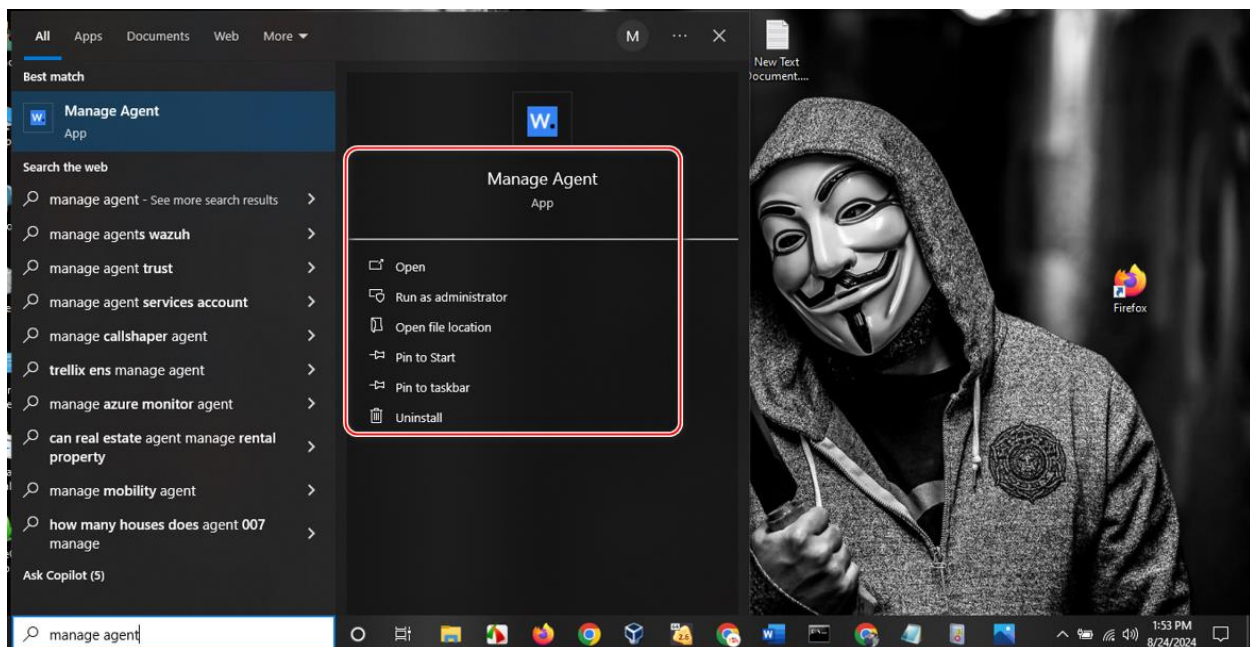 All Apps Documents Web More M ... 
Best match
W. Manage Agent
App
Search the web
manage agent - See more search results
manage agents wazuh
manage agent trust
manage agent services account
manage callshaper agent
trellix ens manage agent
manage azure monitor agent
can real estate agent manage rental
property
manage mobility agent
how many houses does agent 007
manage
Ask Copilot (5)
manage agent
W.
Manage Agent
App
Open
Run as administrator
Open file location
Pin to Start
Pin to taskbar
Uninstall
New Text
Document....
Firefox
1:53 PM
8/24/2024